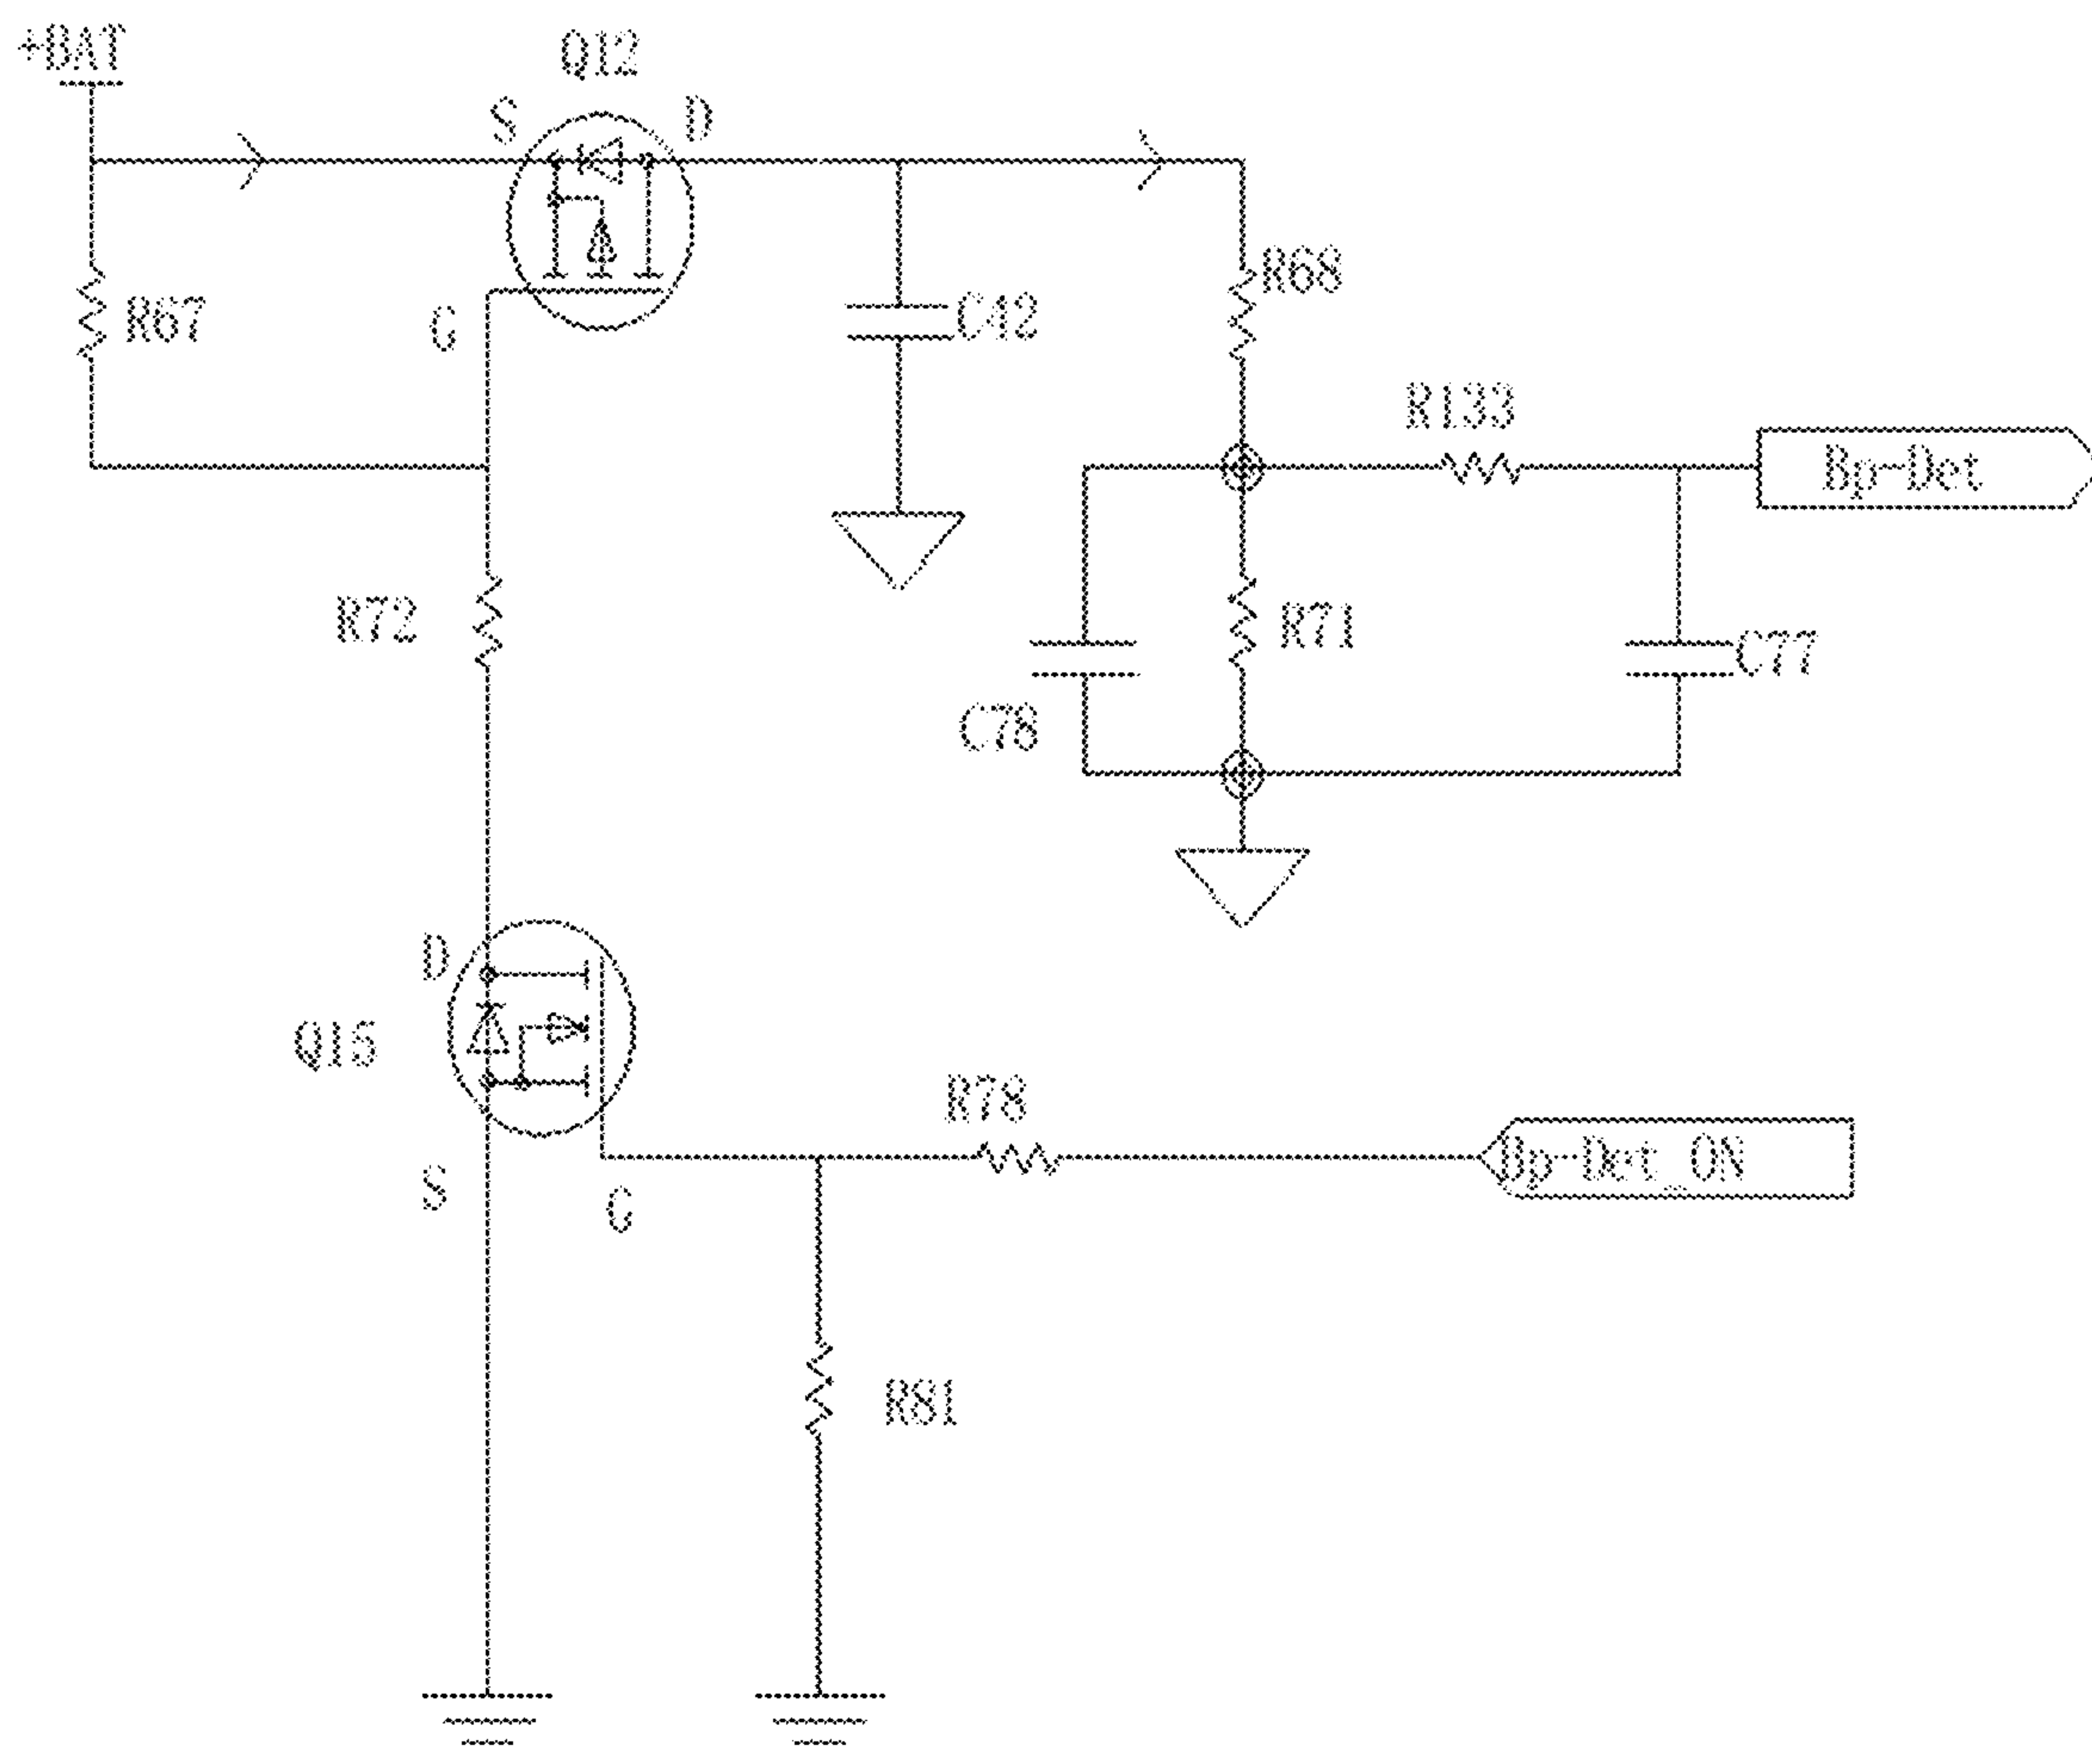 +BAT
Q12
S
D
R67
G
C42
R68
R133
Bp-Det
R72
R71
C77
C78
D
Q15
R78
Bp-Det_ON
S
G
R81